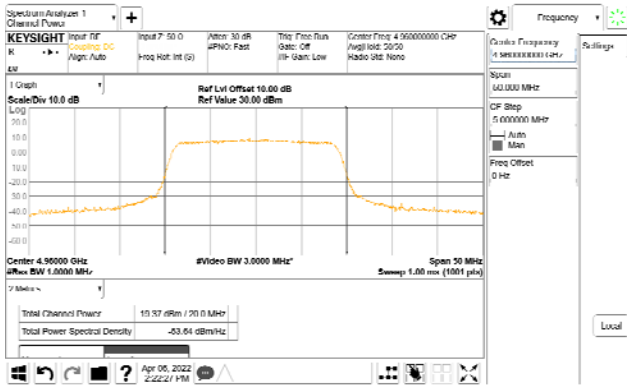 Spectrum Analyzer 1
Channel Power
+
Frequency
KEYSIGHT
Input: RF
Coupling: DC
Align: Auto
Input Z: 50 Ω
Freq Ref: Int (S)
Atten: 30 dB
#PNO: Fast
Trig: Free Run
Gate: Off
#IF Gain: Low
Center Freq: 4.960000000 GHz
Avg|Hold: 50/50
Radio Std: None
Center Frequency
4.960000000 GHz
Settings
Span
50.000 MHz
CF Step
5.000000 MHz
Auto
Man
Freq Offset
0 Hz
1 Graph
Scale/Div 10.0 dB
Ref Lvl Offset 10.00 dB
Ref Value 30.00 dBm
Log
20.0
10.0
0.00
10.0
-20.0
-30.0
-40.0
-50.0
-60.0
Center 4.96000 GHz
#Res BW 1.0000 MHz
#Video BW 3.0000 MHz*
Span 50 MHz
Sweep 1.00 ms (1001 pts)
2 Metrics
Total Channel Power 19.37 dBm / 20.0 MHz
Total Power Spectral Density -53.64 dBm/Hz
Local
Apr 06, 2022
2:22:27 PM